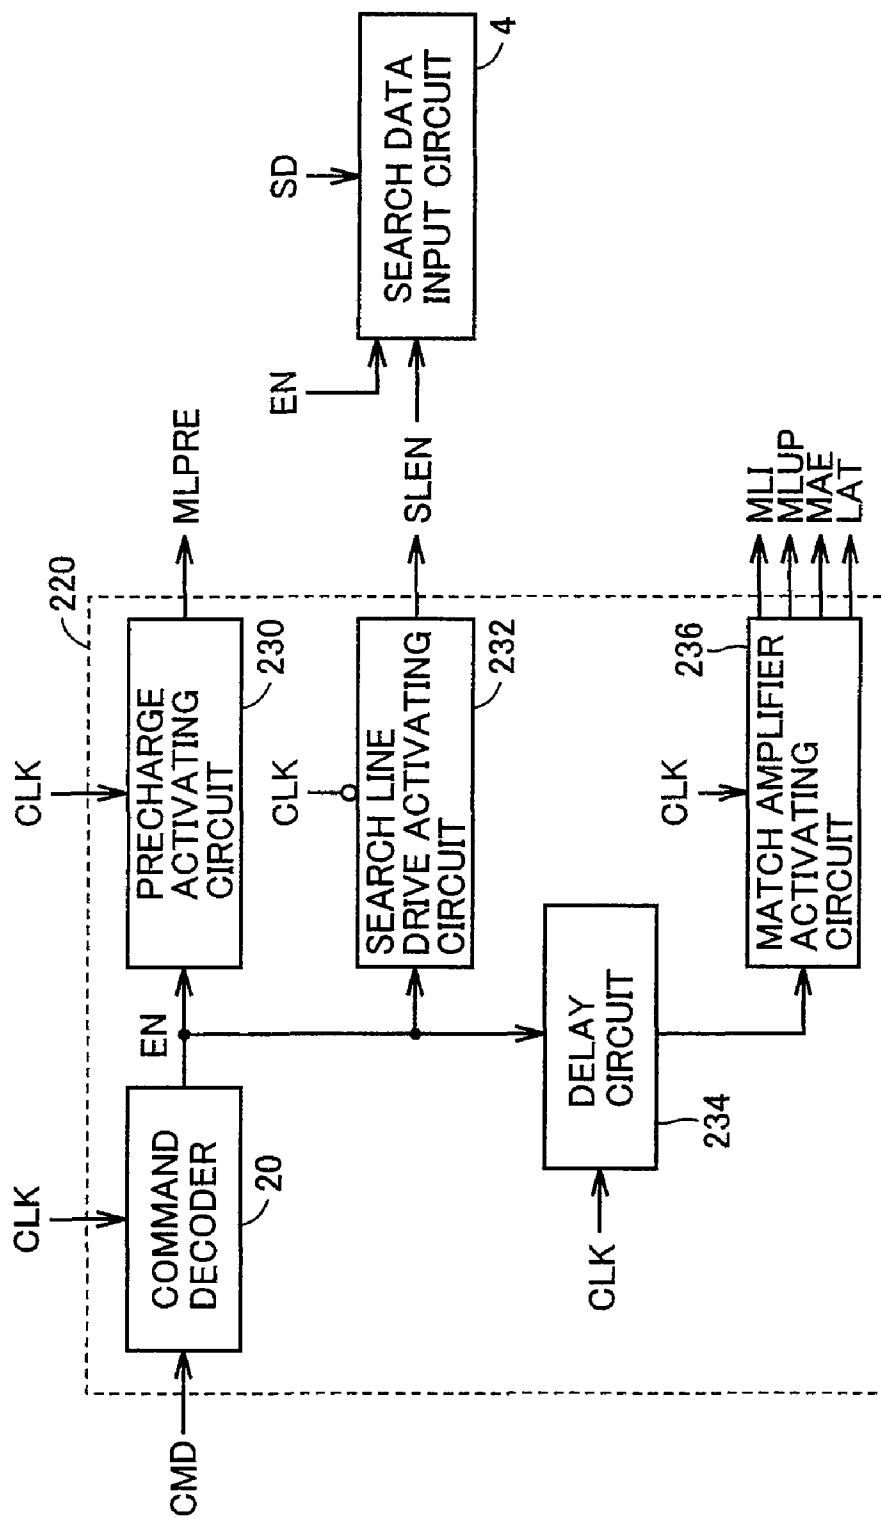 220
CLK
CLK
CMD
COMMAND
DECODER
20
EN
PRECHARGE
ACTIVATING
CIRCUIT
230
MLPRE
CLK
SEARCH LINE
DRIVE ACTIVATING
CIRCUIT
232
SLEN
EN
SD
SEARCH DATA
INPUT CIRCUIT
4
CLK
DELAY
CIRCUIT
234
CLK
MATCH AMPLIFIER
ACTIVATING
CIRCUIT
236
MLI
MLUP
MAE
LAT